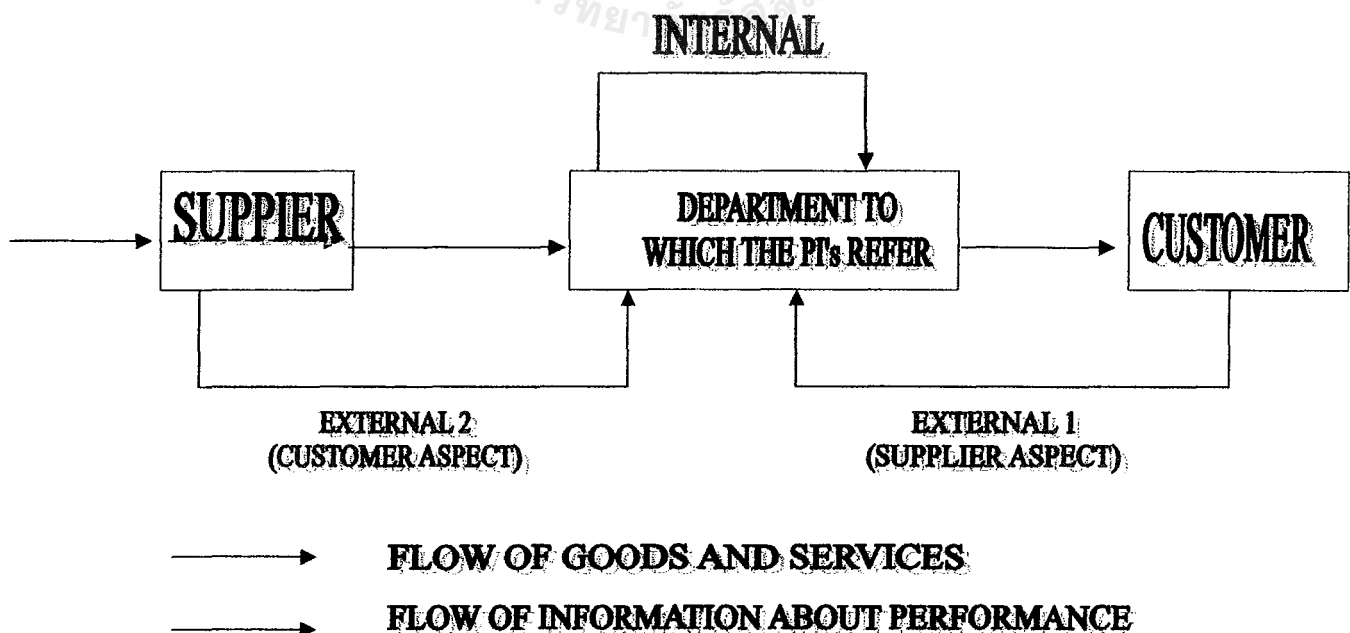 INTERNAL
SUPPIER
DEPARTMENT TO
WHICH THE PI's REFER
CUSTOMER
EXTERNAL 2
(CUSTOMER ASPECT)
EXTERNAL 1
(SUPPLIER ASPECT)
FLOW OF GOODS AND SERVICES
FLOW OF INFORMATION ABOUT PERFORMANCE